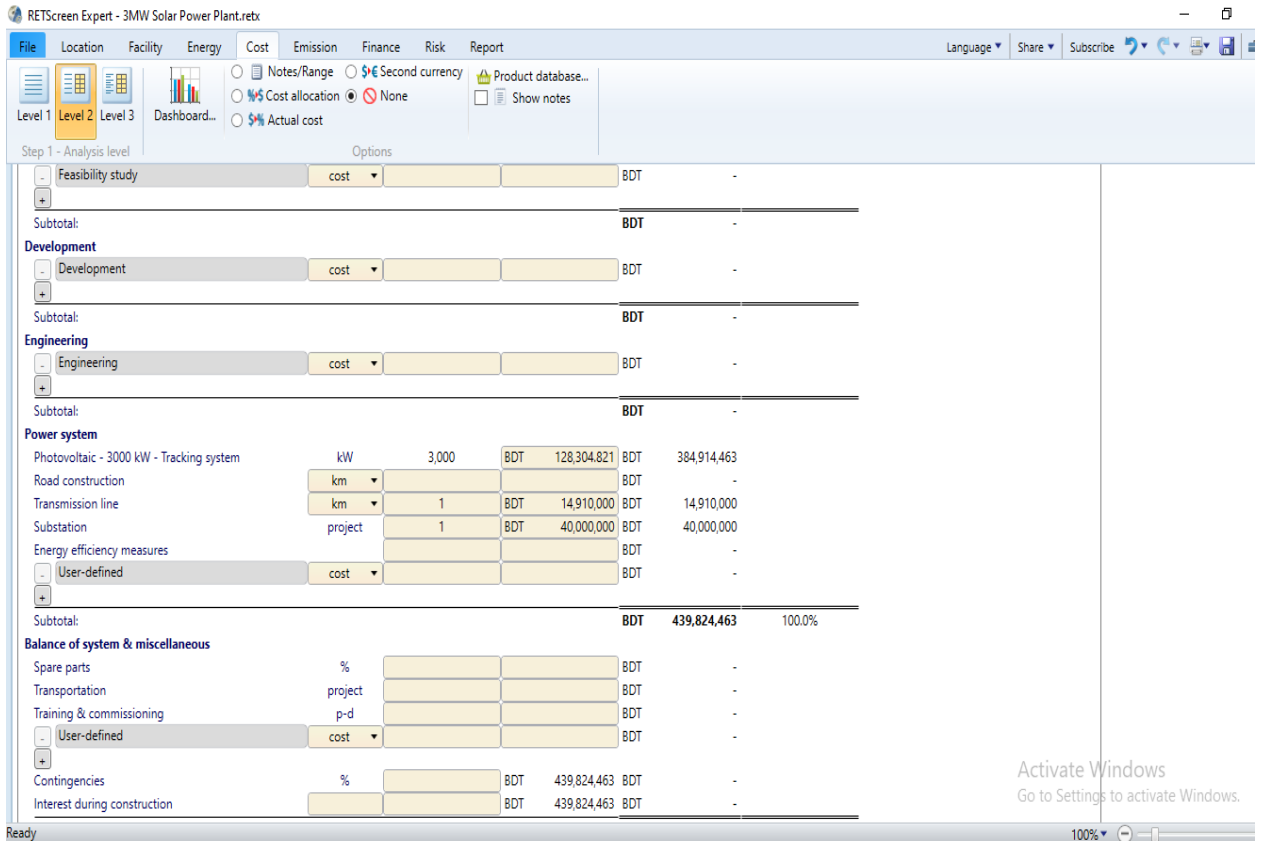 RETScreen Expert - 3MW Solar Power Plant.retx
File Location Facility Energy Cost Emission Finance Risk Report Language Share Subscribe
Notes/Range $€ Second currency Product database...
%$ Cost allocation None Show notes
Level 1 Level 2 Level 3 Dashboard... $% Actual cost
Step 1 - Analysis level Options
- Feasibility study cost BDT -
+
Subtotal: BDT -
Development
- Development cost BDT -
+
Subtotal: BDT -
Engineering
- Engineering cost BDT -
+
Subtotal: BDT -
Power system
Photovoltaic - 3000 kW - Tracking system kW 3,000 BDT 128,304.821 BDT 384,914,463
Road construction km BDT -
Transmission line km 1 BDT 14,910,000 BDT 14,910,000
Substation project 1 BDT 40,000,000 BDT 40,000,000
Energy efficiency measures BDT -
- User-defined cost BDT -
+
Subtotal: BDT 439,824,463 100.0%
Balance of system & miscellaneous
Spare parts % BDT -
Transportation project BDT -
Training & commissioning p-d BDT -
- User-defined cost BDT -
+
Contingencies % BDT 439,824,463 BDT -
Interest during construction BDT 439,824,463 BDT -
Activate Windows
Go to Settings to activate Windows.
Ready 100%